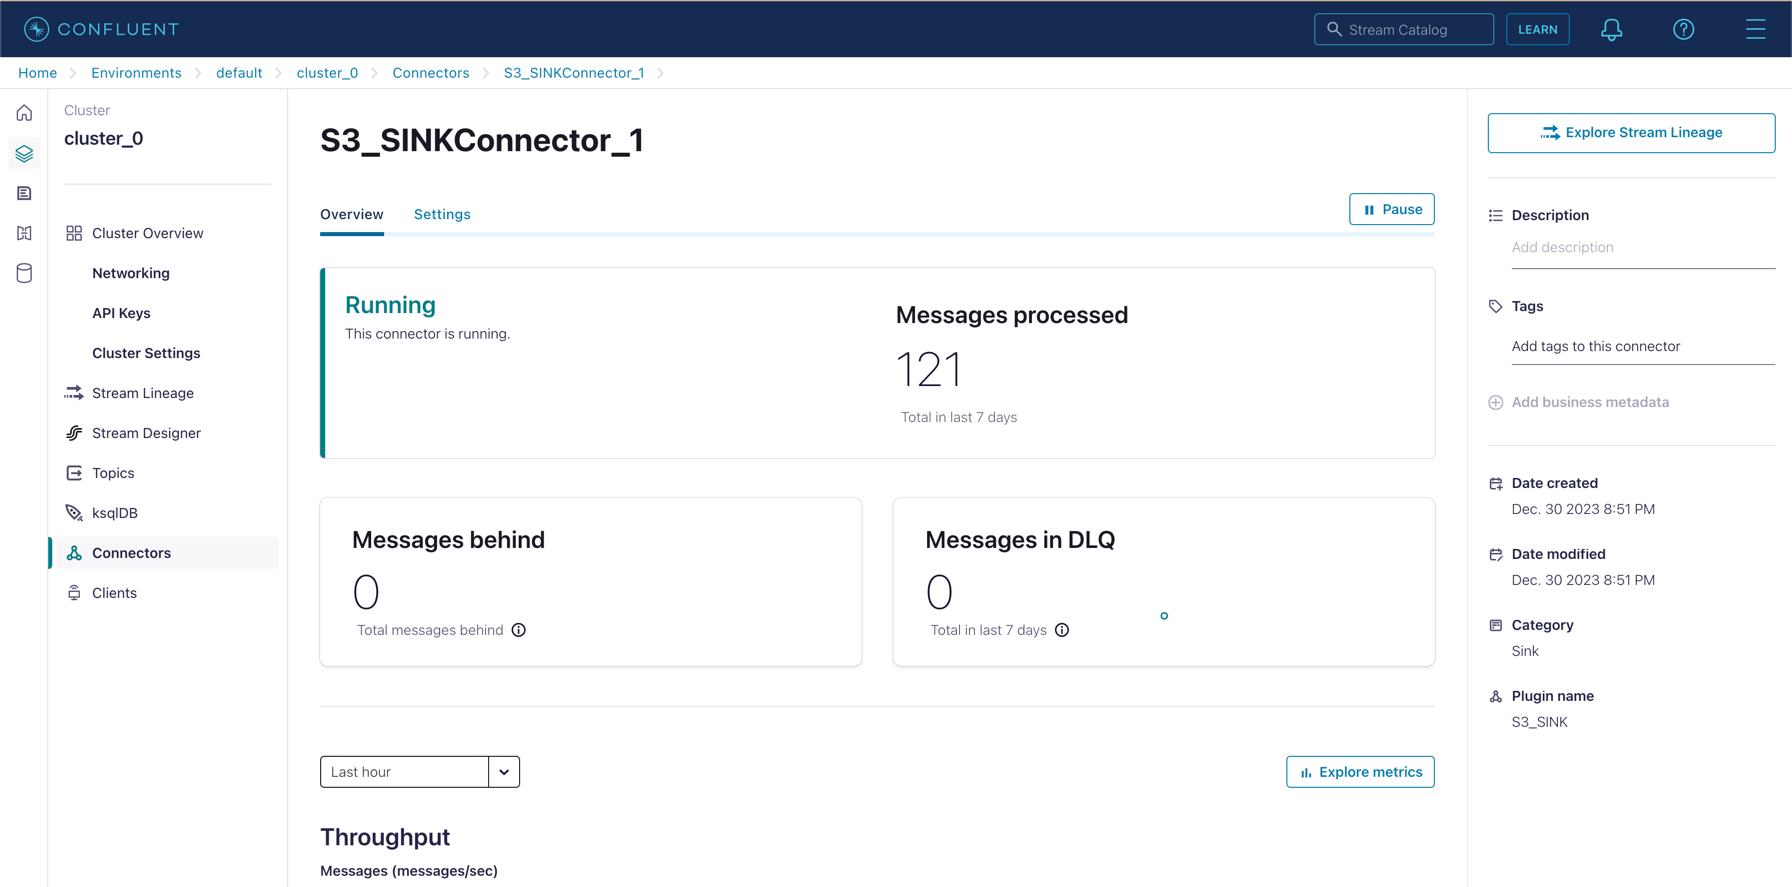 CONFLUENT
Stream Catalog
LEARN
Home
Environments
default
cluster_0
Connectors
S3_SINKConnector_1
Cluster
cluster_0
Cluster Overview
Networking
API Keys
Cluster Settings
Stream Lineage
Stream Designer
Topics
ksqlDB
Connectors
Clients
S3_SINKConnector_1
Overview
Settings
Pause
Running
This connector is running.
Messages processed
121
Total in last 7 days
Messages behind
0
Total messages behind
Messages in DLQ
0
Total in last 7 days
Last hour
Explore metrics
Throughput
Messages (messages/sec)
Explore Stream Lineage
Description
Add description
Tags
Add tags to this connector
Add business metadata
Date created
Dec. 30 2023 8:51 PM
Date modified
Dec. 30 2023 8:51 PM
Category
Sink
Plugin name
S3_SINK